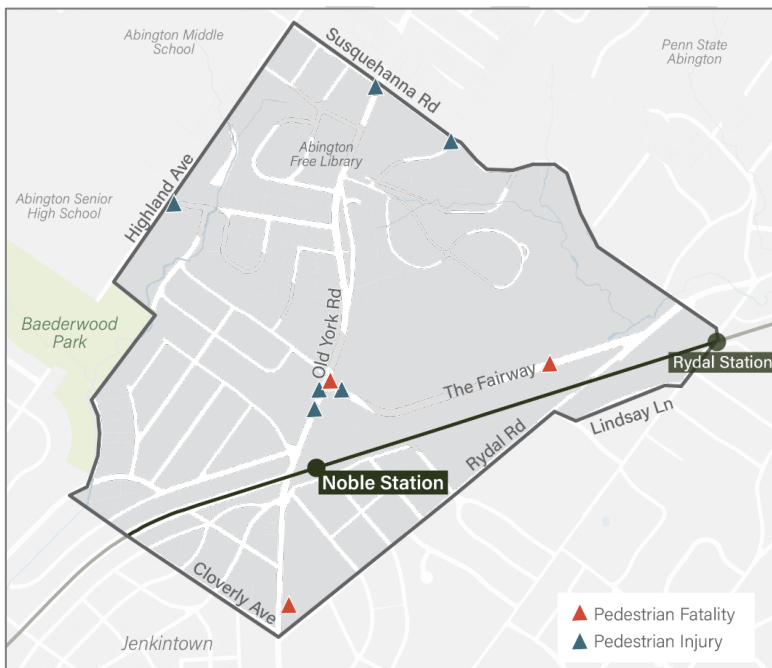 Abington Middle
School
Susquehanna Rd
Penn State
Abington
Abington
Free Library
Highland Ave
Abington Senior
High School
Baederwood
Park
Old York Rd
The Fairway
Rydal Station
Lindsay Ln
Rydal Rd
Noble Station
Cloverly Ave
Jenkintown
Pedestrian Fatality
Pedestrian Injury